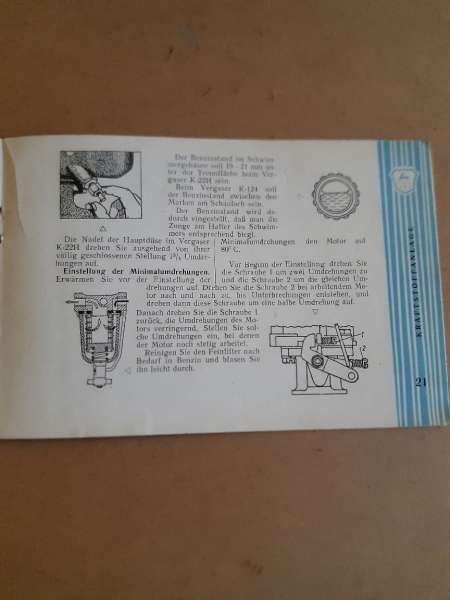 Der Benzinstand im Schwim-
mergehäuse soll 19—21 mm un-
ter der Trennfläche beim Ver-
gaser K-22И sein.
Beim Vergaser K-124 soll
der Benzinstand zwischen den
Marken am Schauloch sein.
Der Benzinstand wird da-
durch eingestellt, daß man die
Zunge am Halter des Schwim-
mers entsprechend biegt.
Die Nadel der Hauptdüse im Vergaser
K-22И drehen Sie ausgehend von ihrer
völlig geschlossenen Stellung Umdre-
hungen auf.
Einstellung der Minimalumdrehungen.
Erwärmen Sie vor der Einstellung der
Minimalumdrehungen den Motor auf
80°C.
Vor Beginn der Einstellung drehen Sie
die Schraube 1 um zwei Umdrehungen zu
und die Schraube 2 um die gleichen Um-
drehungen auf. Drehen Sie die Schraube 2 bei arbeitendem Mo-
tor nach und nach zu, bis Unterbrechungen entstehen, und
drehen dann diese Schraube um eine halbe Umdrehung auf.
Danach drehen Sie die Schraube 1
zurück, die Umdrehungen des Mo-
tors verringernd. Stellen Sie sol-
che Umdrehungen ein, bei denen
der Motor noch stetig arbeitet.
Reinigen Sie den Feinfilter nach
Bedarf in Benzin und blasen Sie
ihn leicht durch.
1
2
KRAFTSTOFFANLAGE
21